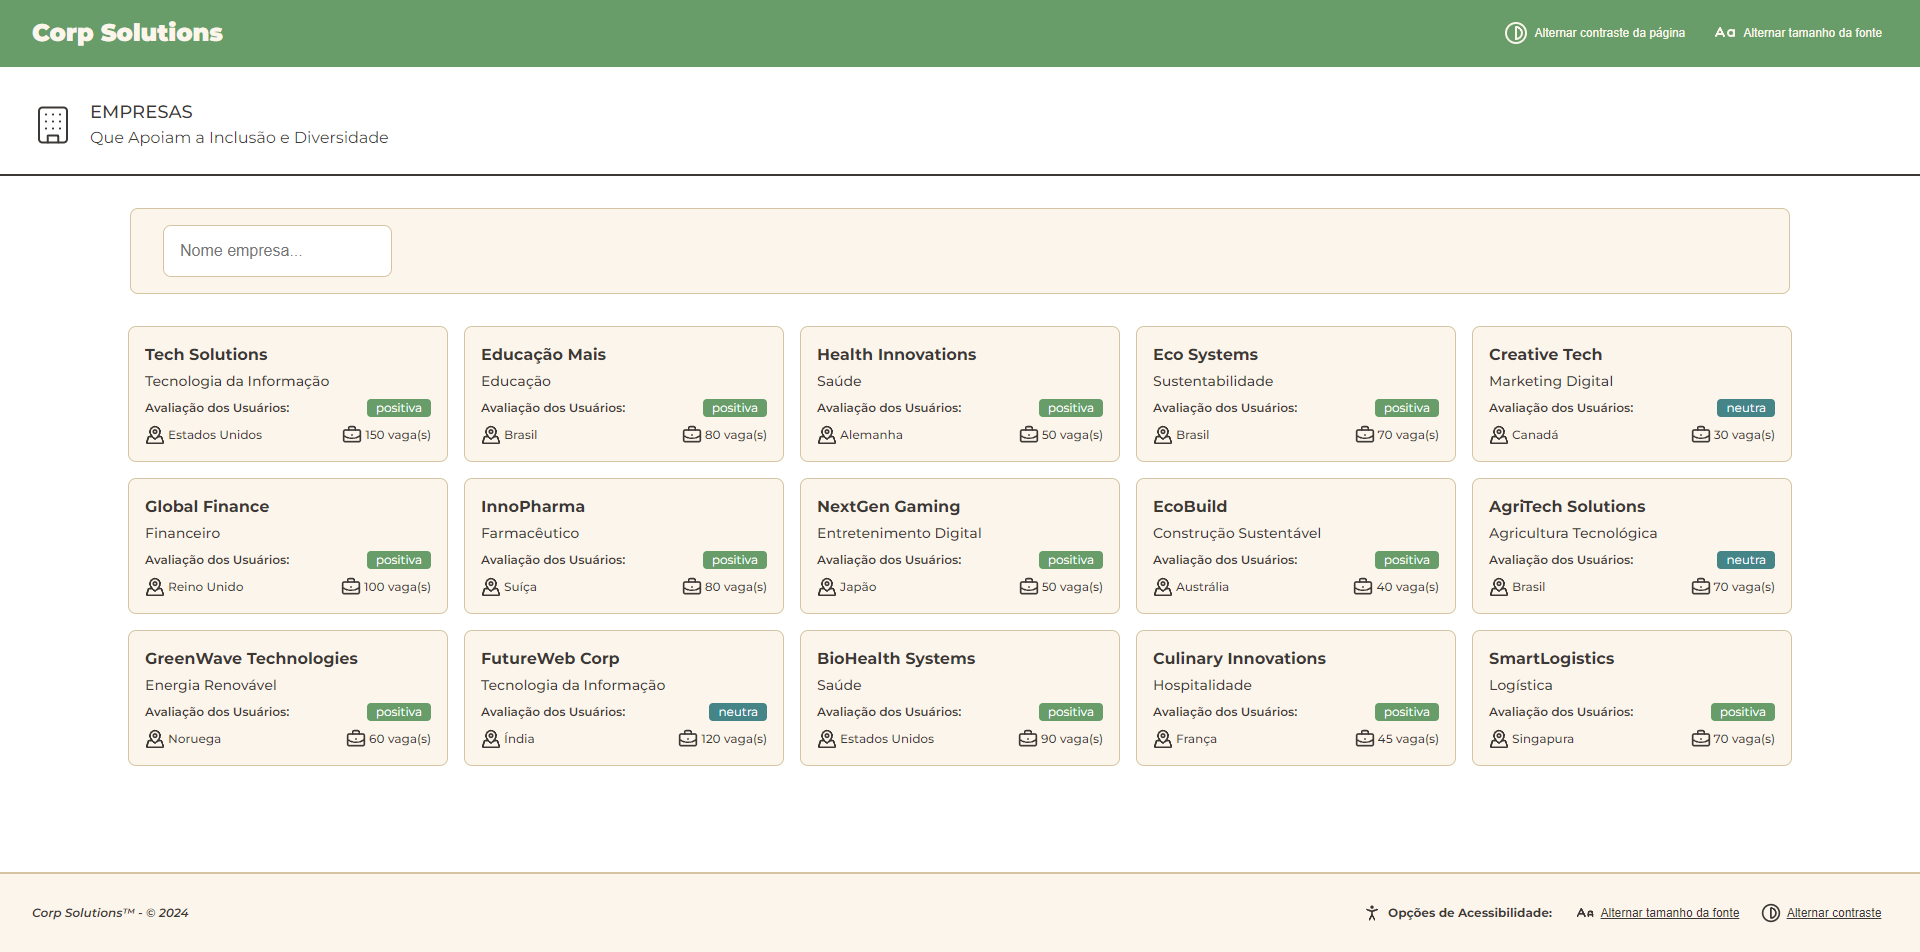 Corp Solutions
Alternar contraste da página
Aa Alternar tamanho da fonte
EMPRESAS
Que Apoiam a Inclusão e Diversidade
Nome empresa...
Tech Solutions
Tecnologia da Informação
Avaliação dos Usuários: positiva
Estados Unidos 150 vaga(s)
Educação Mais
Educação
Avaliação dos Usuários: positiva
Brasil 80 vaga(s)
Health Innovations
Saúde
Avaliação dos Usuários: positiva
Alemanha 50 vaga(s)
Eco Systems
Sustentabilidade
Avaliação dos Usuários: positiva
Brasil 70 vaga(s)
Creative Tech
Marketing Digital
Avaliação dos Usuários: neutra
Canadá 30 vaga(s)
Global Finance
Financeiro
Avaliação dos Usuários: positiva
Reino Unido 100 vaga(s)
InnoPharma
Farmacêutico
Avaliação dos Usuários: positiva
Suíça 80 vaga(s)
NextGen Gaming
Entretenimento Digital
Avaliação dos Usuários: positiva
Japão 50 vaga(s)
EcoBuild
Construção Sustentável
Avaliação dos Usuários: positiva
Austrália 40 vaga(s)
AgriTech Solutions
Agricultura Tecnológica
Avaliação dos Usuários: neutra
Brasil 70 vaga(s)
GreenWave Technologies
Energia Renovável
Avaliação dos Usuários: positiva
Noruega 60 vaga(s)
FutureWeb Corp
Tecnologia da Informação
Avaliação dos Usuários: neutra
Índia 120 vaga(s)
BioHealth Systems
Saúde
Avaliação dos Usuários: positiva
Estados Unidos 90 vaga(s)
Culinary Innovations
Hospitalidade
Avaliação dos Usuários: positiva
França 45 vaga(s)
SmartLogistics
Logística
Avaliação dos Usuários: positiva
Singapura 70 vaga(s)
Corp Solutions™ - © 2024
Opções de Acessibilidade:
Aa Alternar tamanho da fonte
Alternar contraste